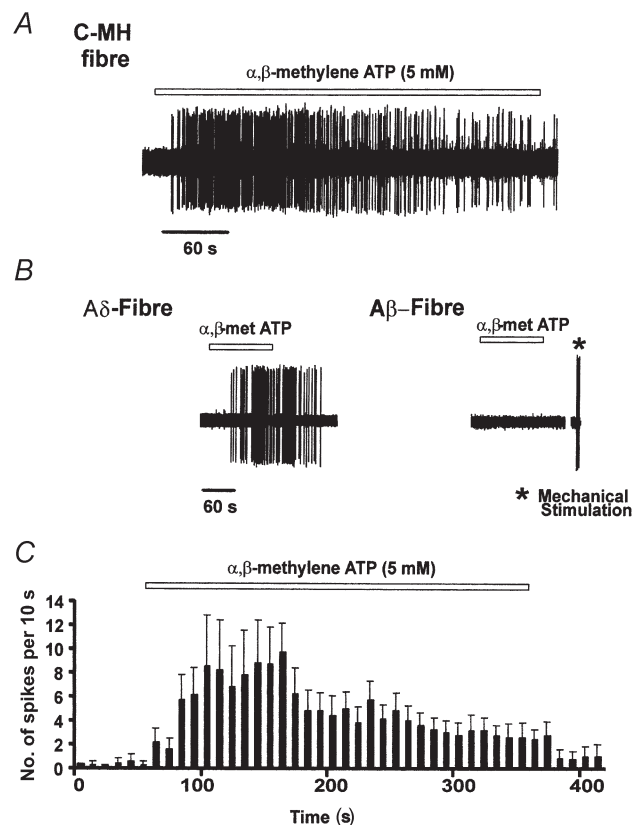 A
C-MH
fibre
α,β-methylene ATP (5 mM)
60 s
B
Aδ-Fibre
Aβ–Fibre
α,β-met ATP
α,β-met ATP
*
60 s
* Mechanical
Stimulation
C
α,β-methylene ATP (5 mM)
No. of spikes per 10 s
14
12
10
8
6
4
2
0
0
100
200
300
400
Time (s)